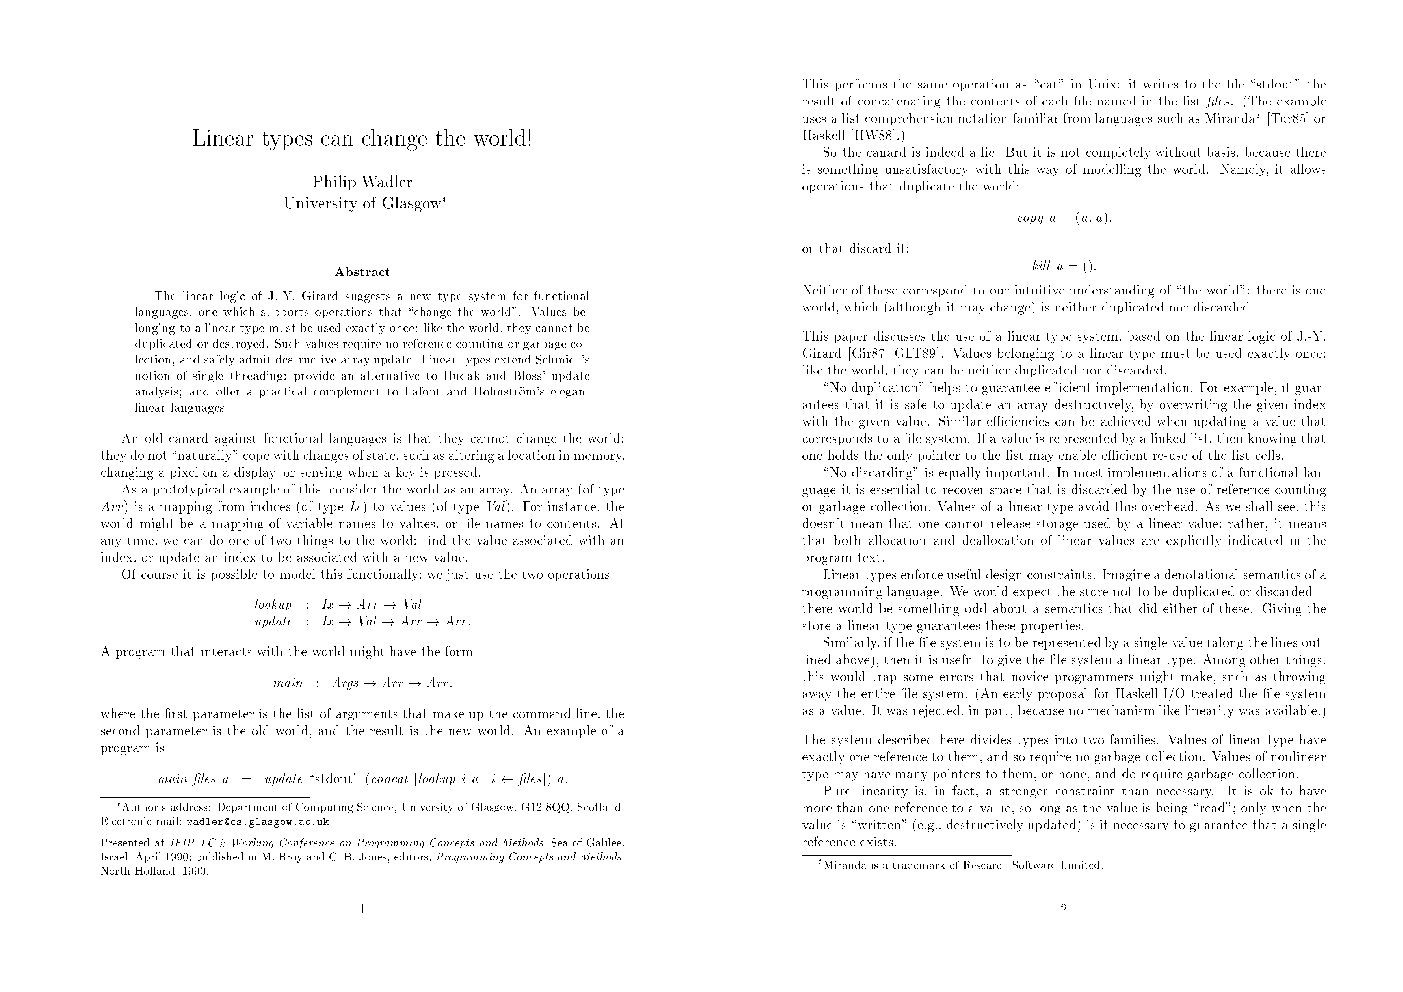 Linear types can change the world!
Philip Wadler
University of Glasgow*
Abstract
The linear logic of J.-Y. Girard suggests a new type system for functional
languages, one which supports operations that “change the world”. Values be-
longing to a linear type must be used exactly once: like the world, they cannot be
duplicated or destroyed. Such values require no reference counting or garbage col-
lection, and safely admit destructive array update. Linear types extend Schmidt's
notion of single threading; provide an alternative to Hudak and Bloss' update
analysis; and offer a practical complement to Lafont and Holmström's elegant
linear languages.
An old canard against functional languages is that they cannot change the world:
they do not “naturally” cope with changes of state, such as altering a location in memory,
changing a pixel on a display, or sensing when a key is pressed.
As a prototypical example of this, consider the world as an array. An array (of type
Arr) is a mapping from indices (of type Ix) to values (of type Val). For instance, the
world might be a mapping of variable names to values, or file names to contents. At
any time, we can do one of two things to the world: find the value associated with an
index, or update an index to be associated with a new value.
Of course it is possible to model this functionally; we just use the two operations
lookup : Ix → Arr → Val
update : Ix → Val → Arr → Arr.
A program that interacts with the world might have the form
main : Args → Arr → Arr,
where the first parameter is the list of arguments that make up the command line, the
second parameter is the old world, and the result is the new world. An example of a
program is
main files a = update “stdout” (concat [lookup i a | i ← files]) a.
*Author's address: Department of Computing Science, University of Glasgow, G12 8QQ, Scotland.
Electronic mail: wadler@cs.glasgow.ac.uk.
Presented at IFIP TC 2 Working Conference on Programming Concepts and Methods, Sea of Galilee,
Israel, April 1990; published in M. Broy and C. B. Jones, editors, Programming Concepts and Methods,
North Holland, 1990.
1
This performs the same operation as “cat” in Unix: it writes to the file “stdout” the
result of concatenating the contents of each file named in the list files. (The example
uses a list comprehension notation familiar from languages such as Miranda† [Tur85] or
Haskell [HW88].)
So the canard is indeed a lie. But it is not completely without basis, because there
is something unsatisfactory with this way of modelling the world. Namely, it allows
operations that duplicate the world:
copy a = (a, a),
or that discard it:
kill a = ().
Neither of these correspond to our intuitive understanding of “the world”: there is one
world, which (although it may change) is neither duplicated nor discarded.
This paper discusses the use of a linear type system, based on the linear logic of J.-Y.
Girard [Gir87, GLT89]. Values belonging to a linear type must be used exactly once:
like the world, they can be neither duplicated nor discarded.
“No duplication” helps to guarantee efficient implementation. For example, it guar-
antees that it is safe to update an array destructively, by overwriting the given index
with the given value. Similar efficiencies can be achieved when updating a value that
corresponds to a file system. If a value is represented by a linked list, then knowing that
one holds the only pointer to the list may enable efficient re-use of the list cells.
“No discarding” is equally important. In most implementations of a functional lan-
guage it is essential to recover space that is discarded by the use of reference counting
or garbage collection. Values of a linear type avoid this overhead. As we shall see, this
doesn't mean that one cannot release storage used by a linear value; rather, it means
that both allocation and deallocation of linear values are explicitly indicated in the
program text.
Linear types enforce useful design constraints. Imagine a denotational semantics of a
programming language. We would expect the store not to be duplicated or discarded –
there would be something odd about a semantics that did either of these. Giving the
store a linear type guarantees these properties.
Similarly, if the file system is to be represented by a single value (along the lines out-
lined above), then it is useful to give the file system a linear type. Among other things,
this would trap some errors that novice programmers might make, such as throwing
away the entire file system. (An early proposal for Haskell I/O treated the file system
as a value. It was rejected, in part, because no mechanism like linearity was available.)
The system described here divides types into two families. Values of linear type have
exactly one reference to them, and so require no garbage collection. Values of nonlinear
type may have many pointers to them, or none, and do require garbage collection.
Pure linearity is, in fact, a stronger constraint than necessary. It is ok to have
more than one reference to a value, so long as the value is being “read”; only when the
value is “written” (e.g., destructively updated) is it necessary to guarantee that a single
reference exists.
†Miranda is a trademark of Research Software Limited.
2